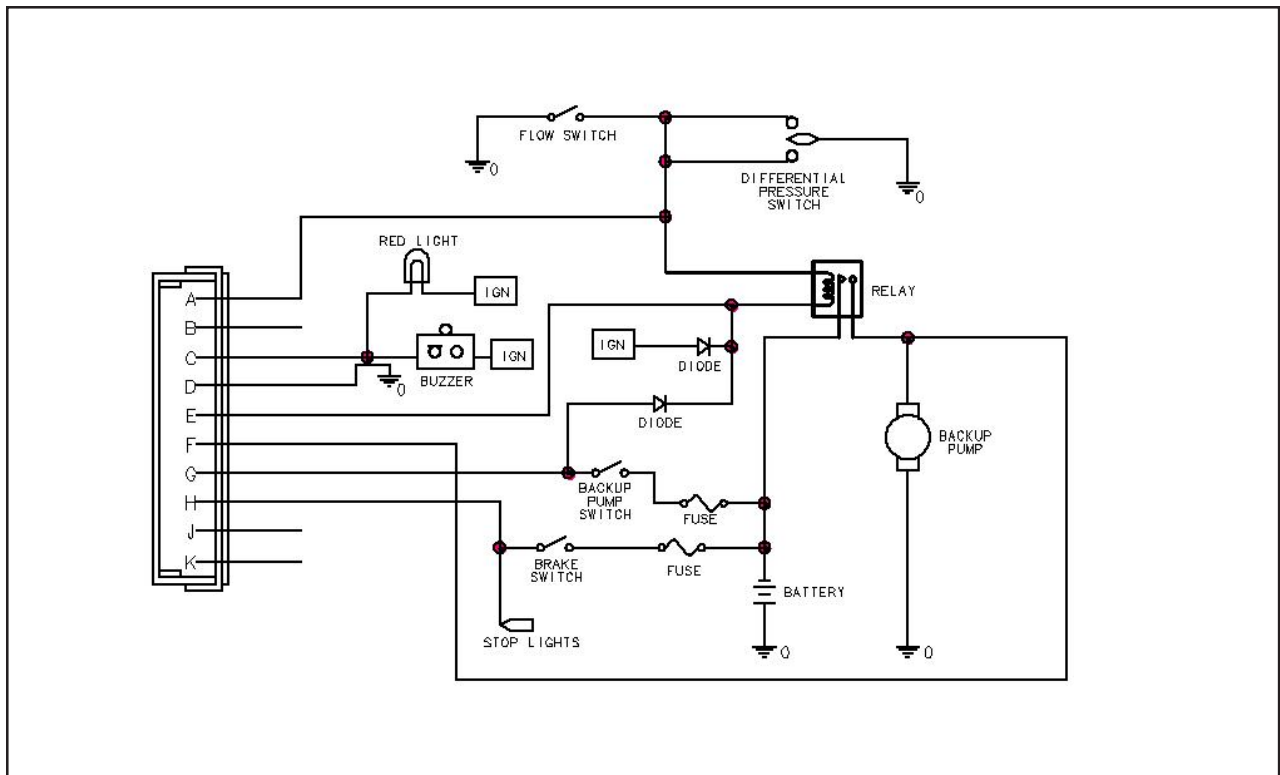 FLOW SWITCH
0
DIFFERENTIAL
PRESSURE
SWITCH
0
RED LIGHT
IGN
RELAY
A
B
C
D
E
F
G
H
J
K
IGN
BUZZER
0
IGN
DIODE
DIODE
BACKUP
PUMP
BACKUP
PUMP
SWITCH
FUSE
BRAKE
SWITCH
FUSE
BATTERY
STOP LIGHTS
0
0